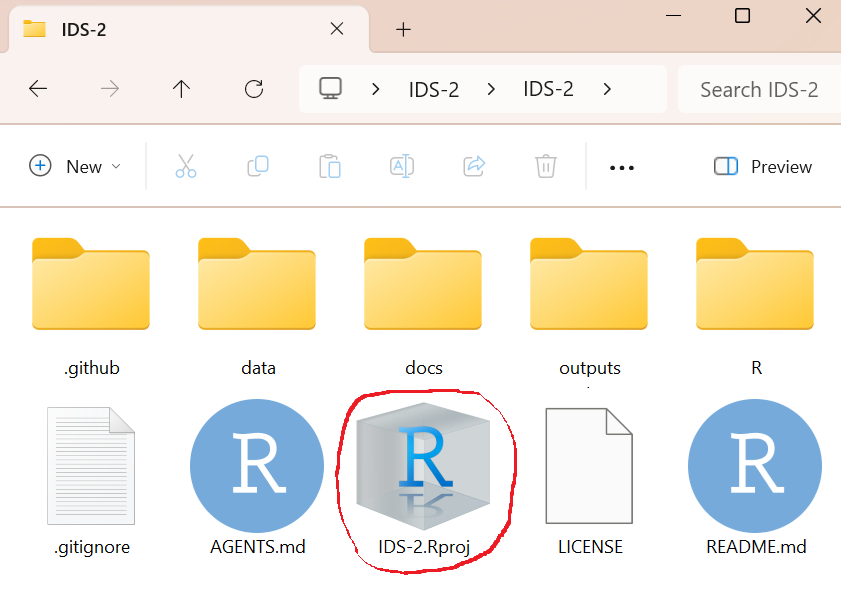 IDS-2
IDS-2 IDS-2 Search IDS-2
New Preview
.github data docs outputs R
R R R
.gitignore AGENTS.md IDS-2.Rproj LICENSE README.md